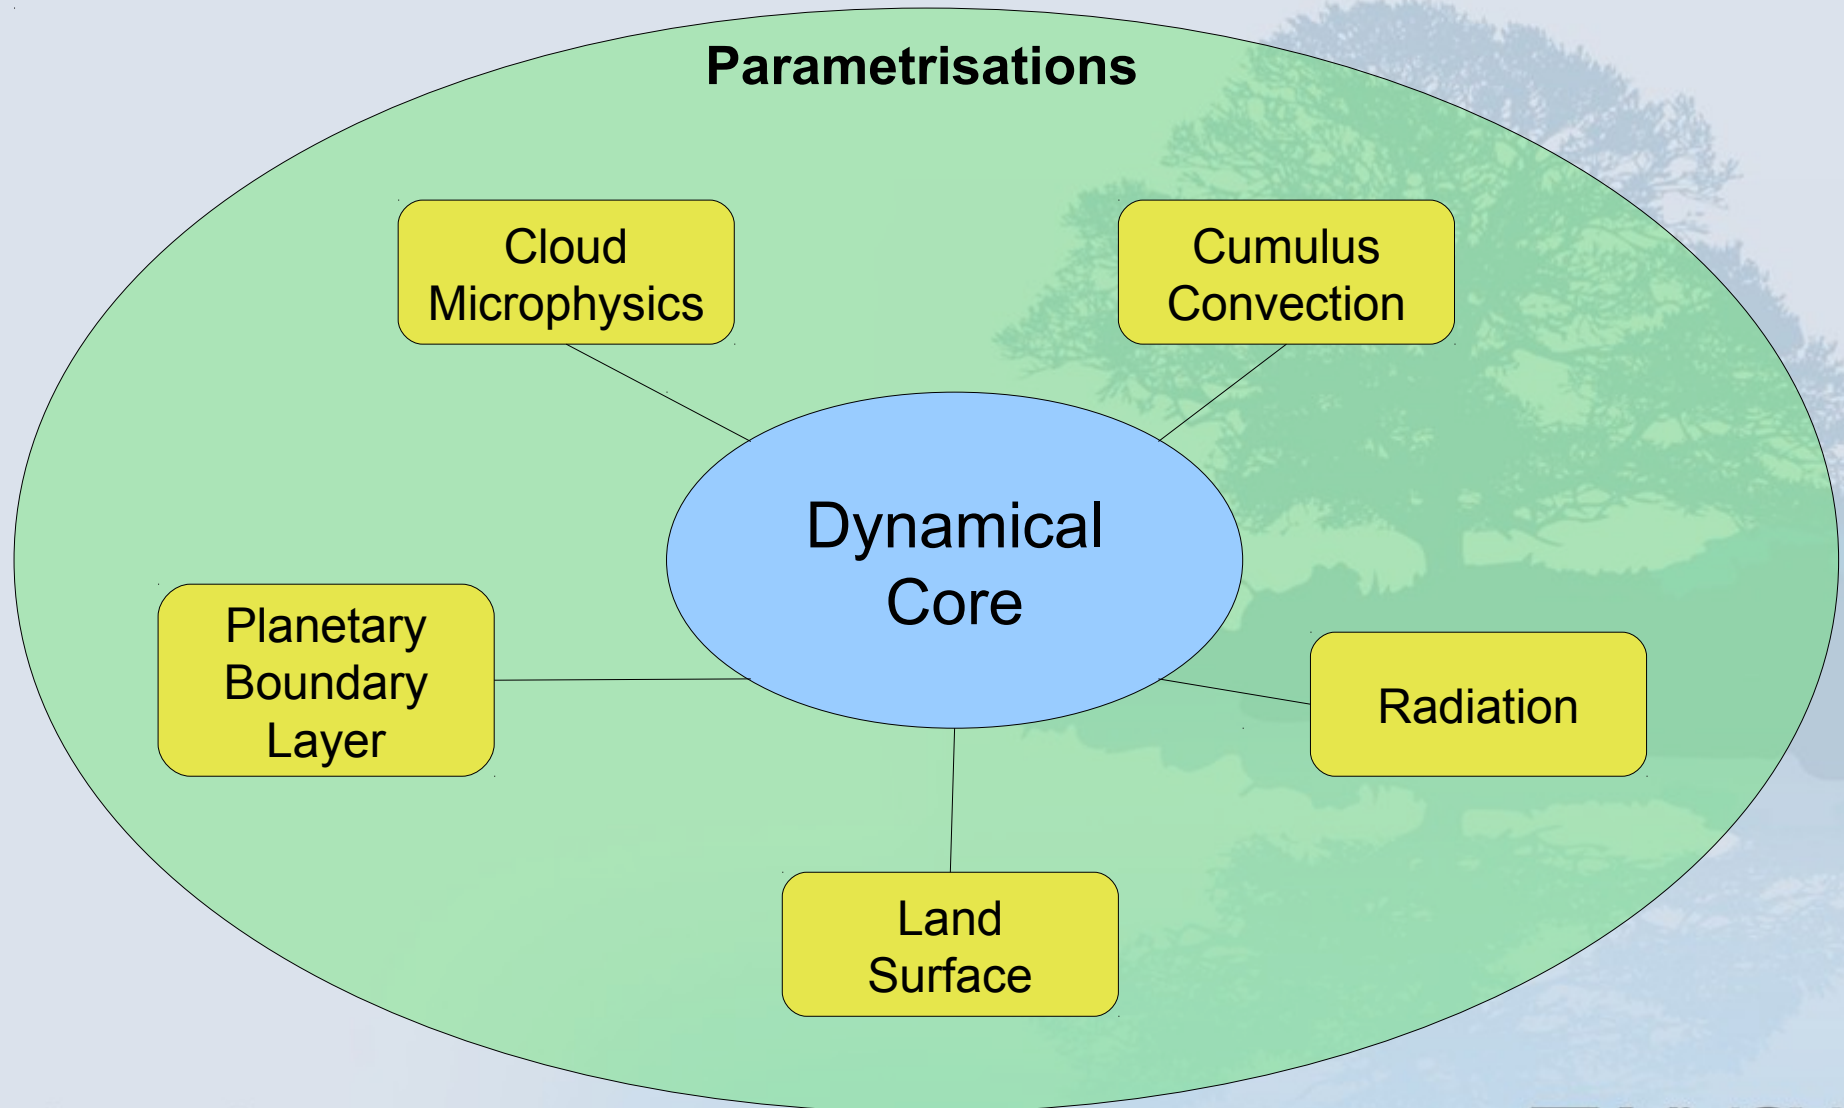 Parametrisations
Cloud
Microphysics
Cumulus
Convection
Dynamical
Core
Planetary
Boundary
Layer
Radiation
Land
Surface